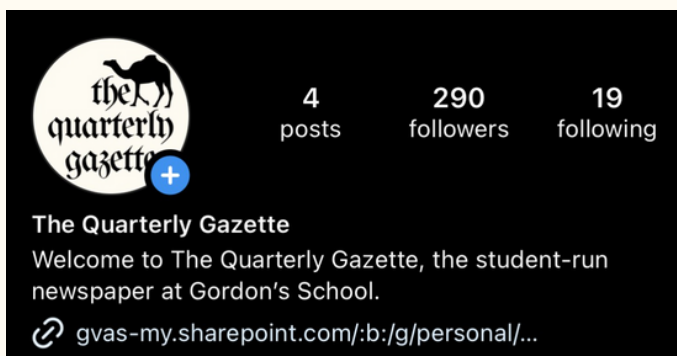 the
quarterly
gazette
4 290 19
posts followers following
The Quarterly Gazette
Welcome to The Quarterly Gazette, the student-run
newspaper at Gordon's School.
gvas-my.sharepoint.com/:b:/g/personal/...